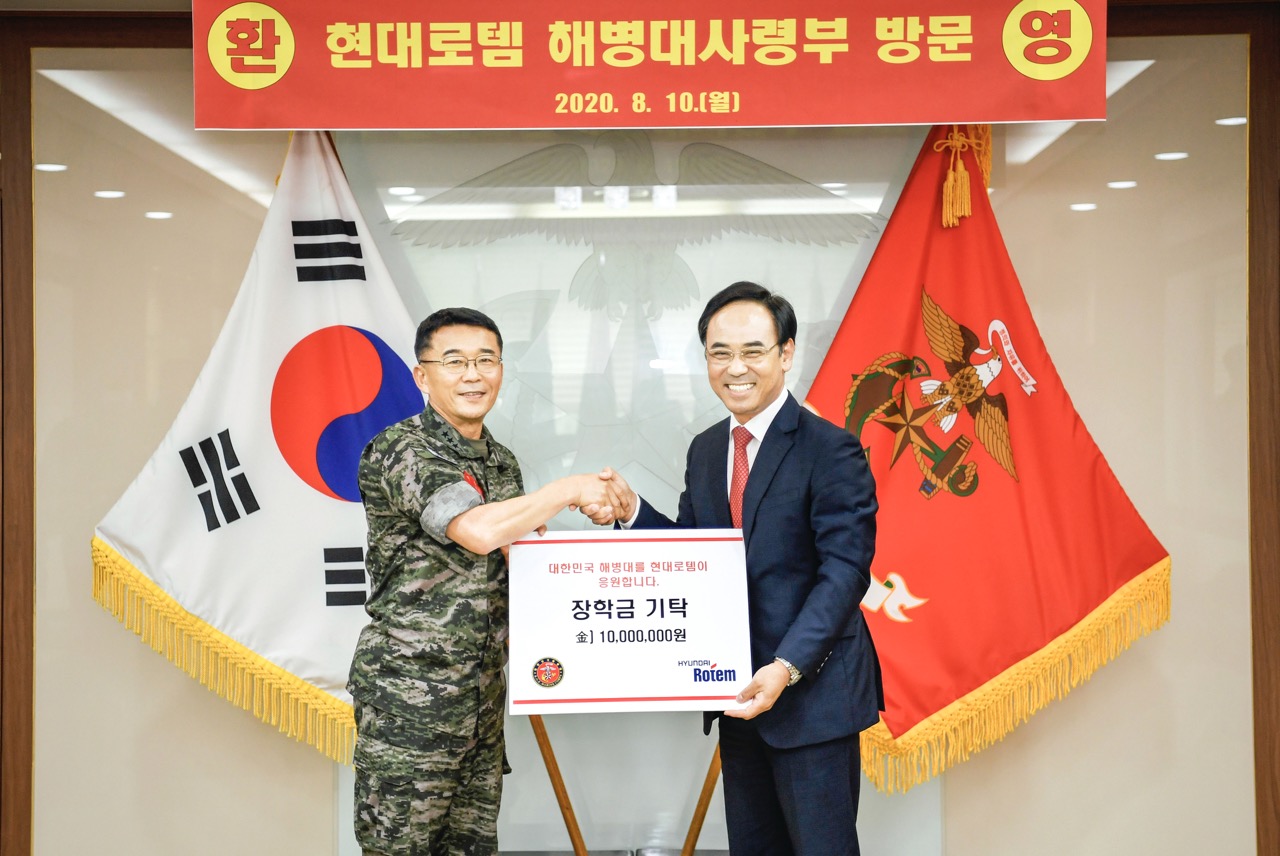 환 현대로템 해병대사령부 방문 영
2020. 8. 10.(월)
대한민국 해병대를 현대로템이
응원합니다.
장학금 기탁
金] 10,000,000원
HYUNDAI
Rotem